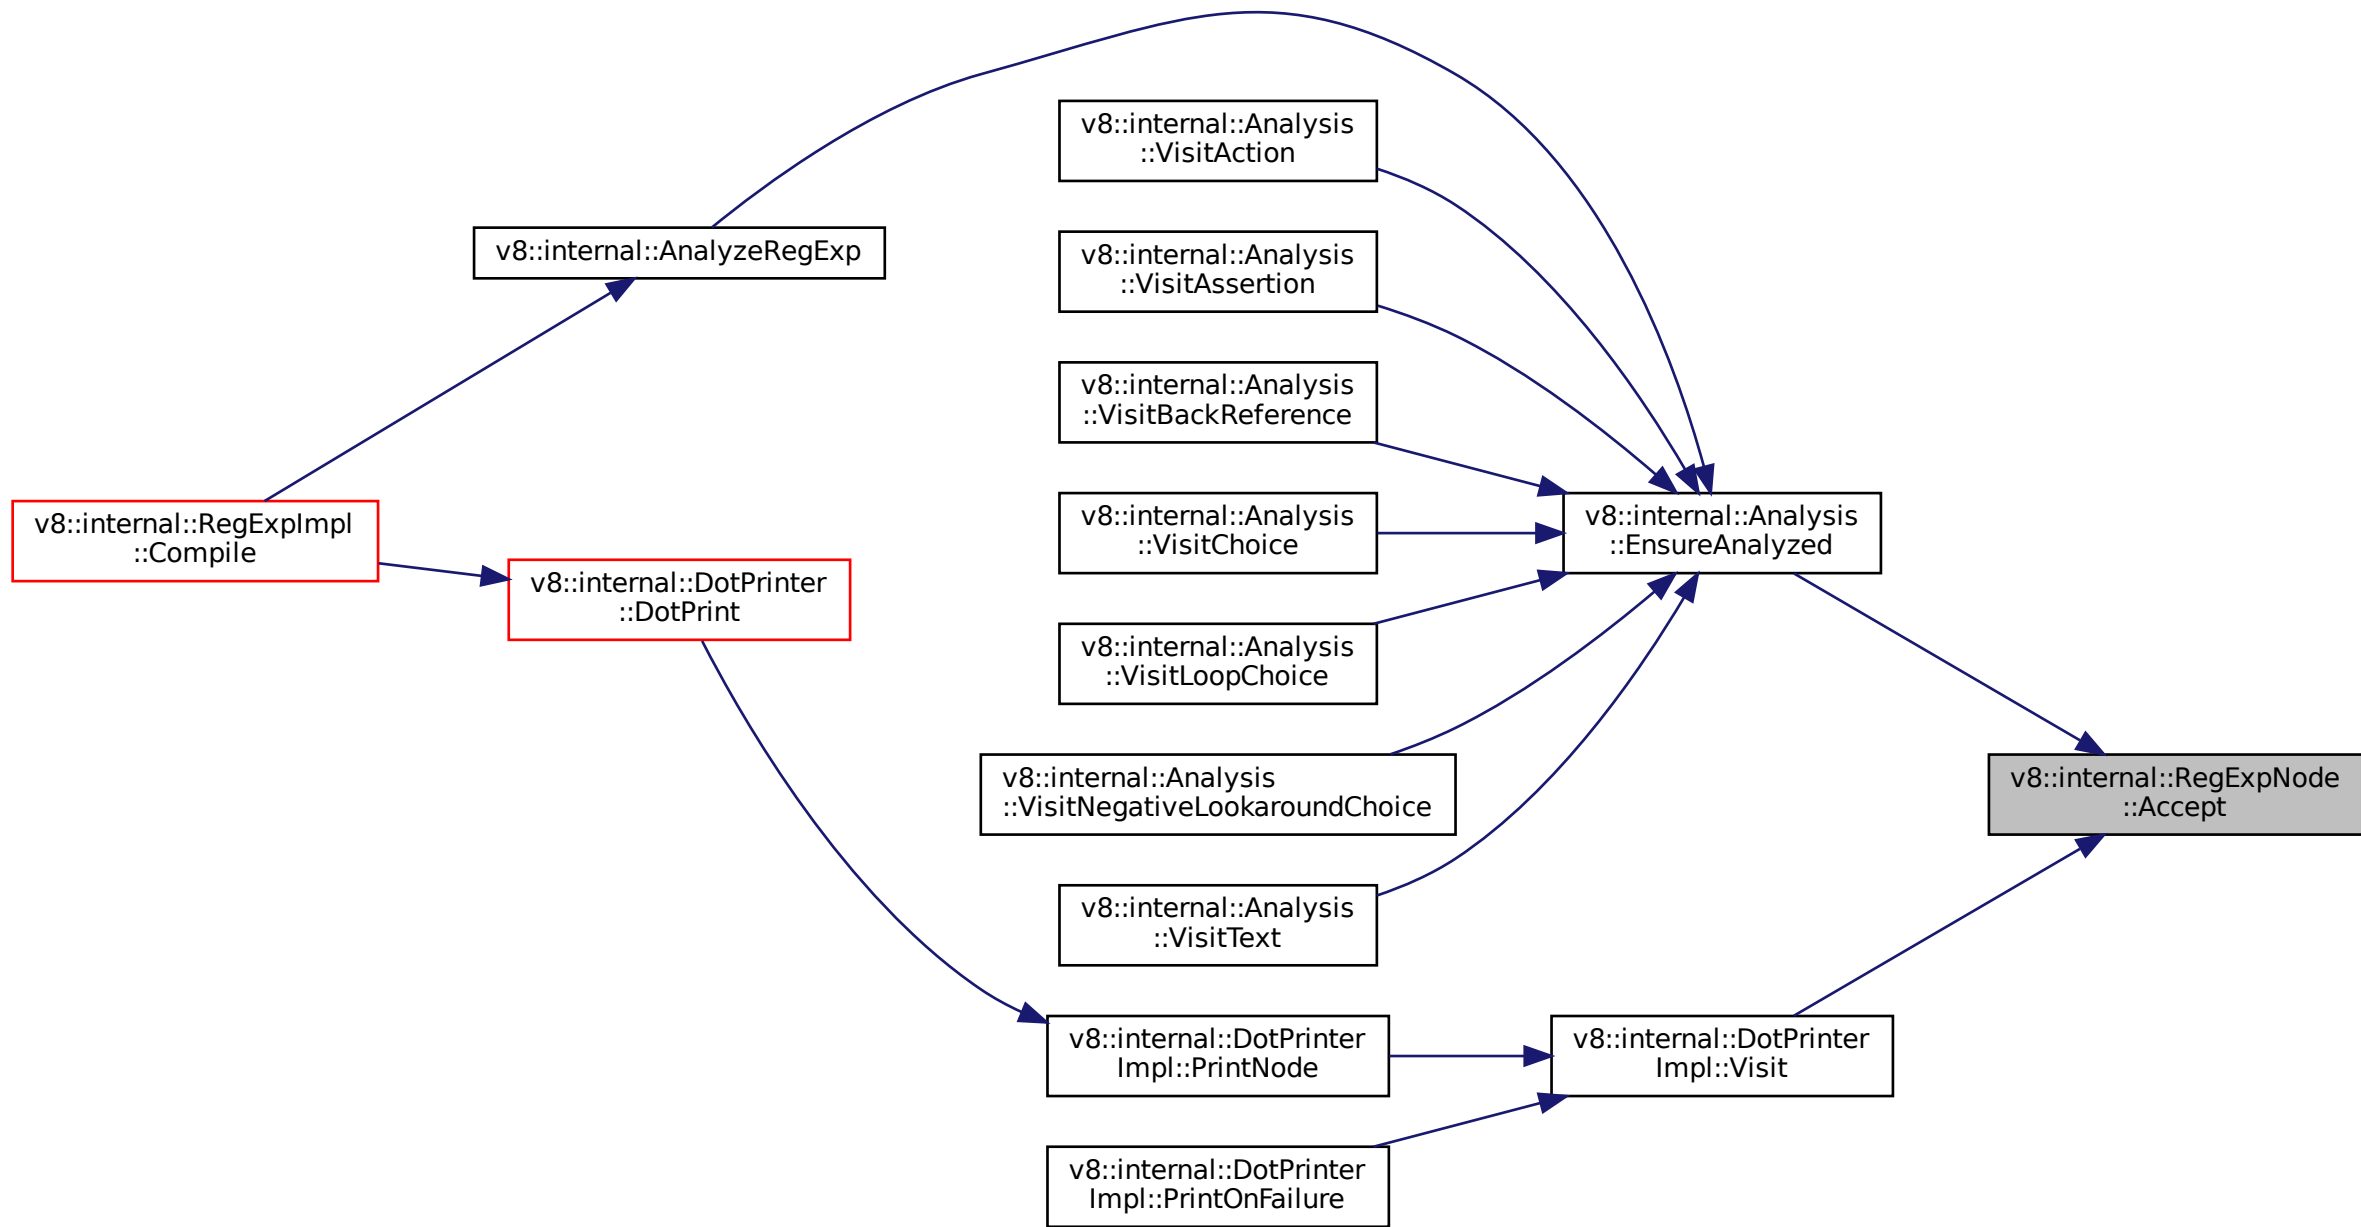 v8::internal::Analysis
::VisitAction
v8::internal::AnalyzeRegExp
v8::internal::Analysis
::VisitAssertion
v8::internal::Analysis
::VisitBackReference
v8::internal::RegExpImpl
::Compile
v8::internal::DotPrinter
::DotPrint
v8::internal::Analysis
::VisitChoice
v8::internal::Analysis
::EnsureAnalyzed
v8::internal::Analysis
::VisitLoopChoice
v8::internal::Analysis
::VisitNegativeLookaroundChoice
v8::internal::RegExpNode
::Accept
v8::internal::Analysis
::VisitText
v8::internal::DotPrinter
Impl::PrintNode
v8::internal::DotPrinter
Impl::Visit
v8::internal::DotPrinter
Impl::PrintOnFailure